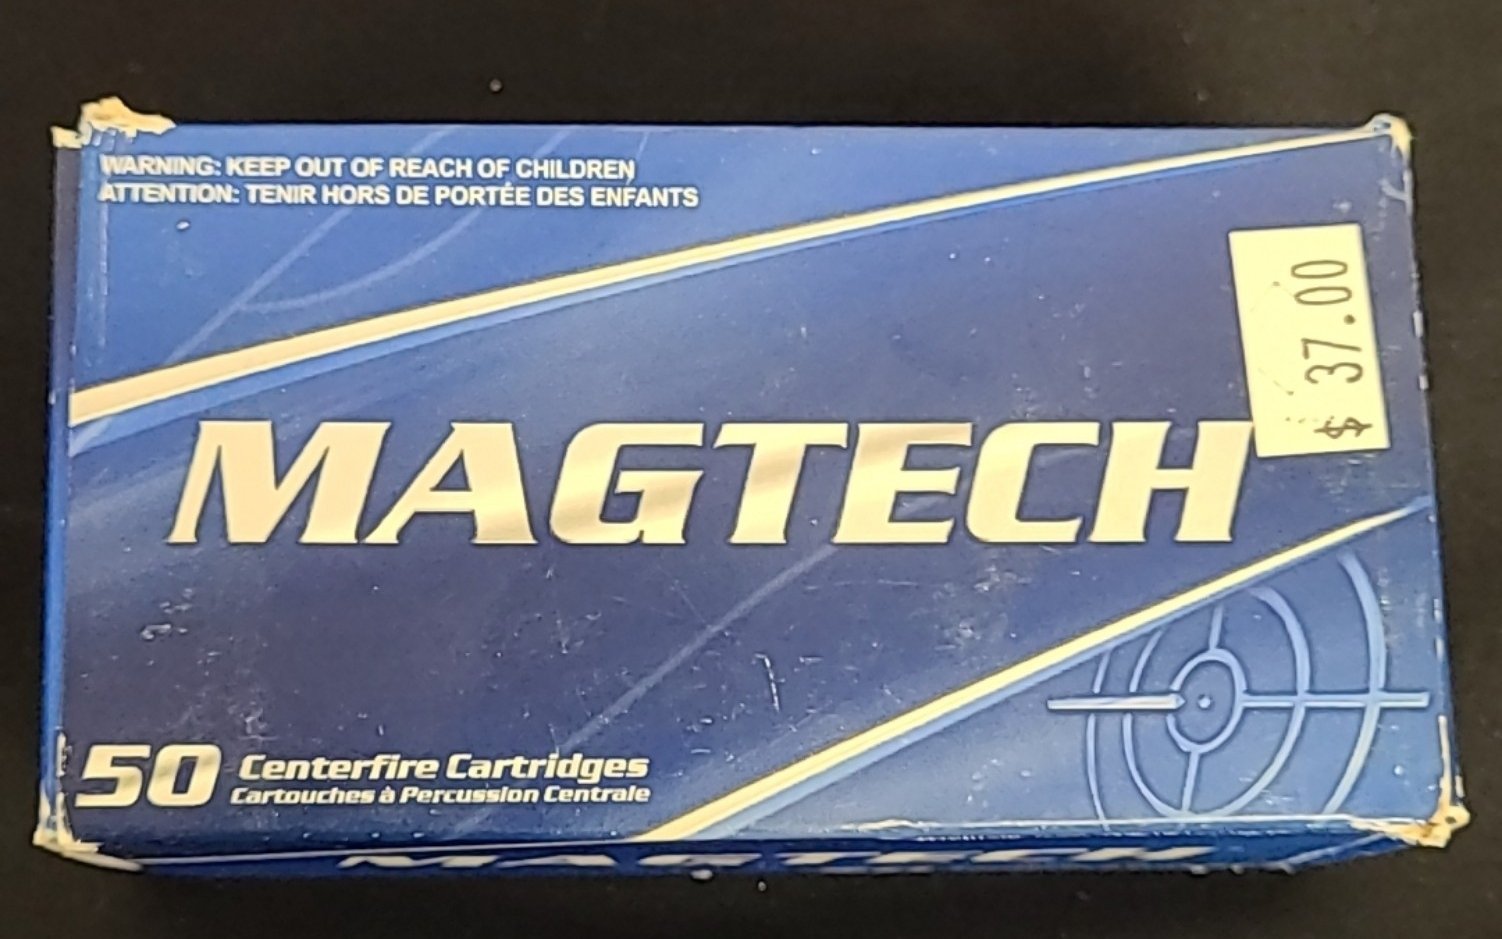 WARNING: KEEP OUT OF REACH OF CHILDREN
ATTENTION: TENIR HORS DE PORTÉE DES ENFANTS
$ 37.00
MAGTECH
50 Centerfire Cartridges
Cartouches à Percussion Centrale
MAGTECH